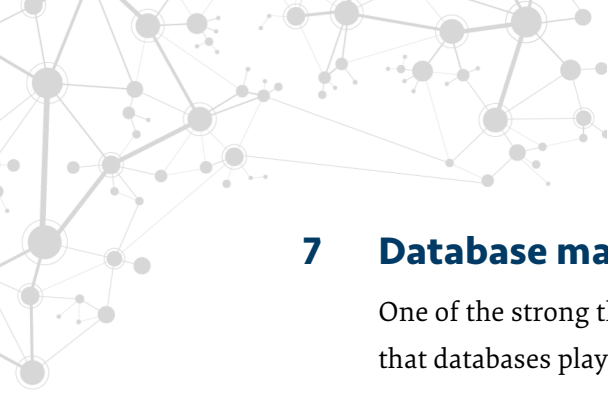 7 Database ma
One of the strong t
that databases play